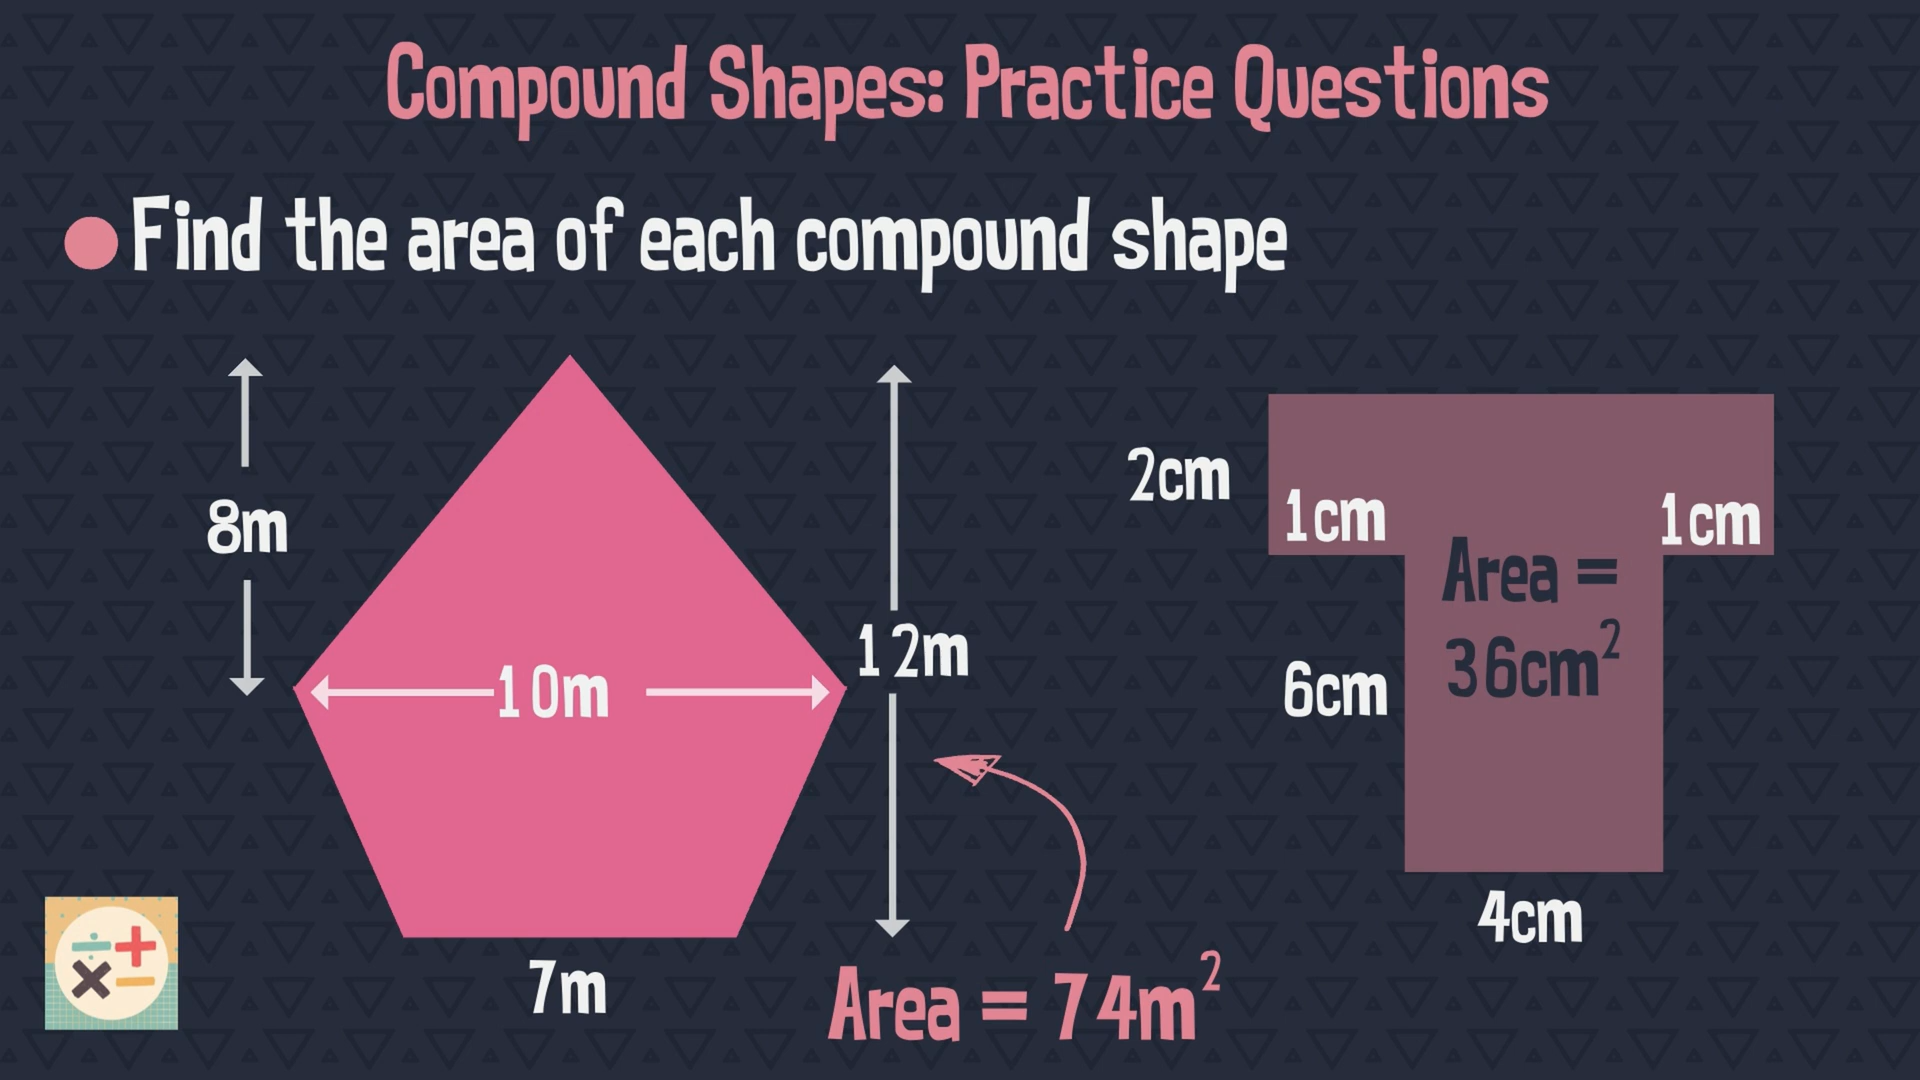 Compound Shapes: Practice Questions
Find the area of each compound shape
8m
10m
12m
7m
Area = 74m²
2cm
1cm
1cm
Area =
36cm²
6cm
4cm